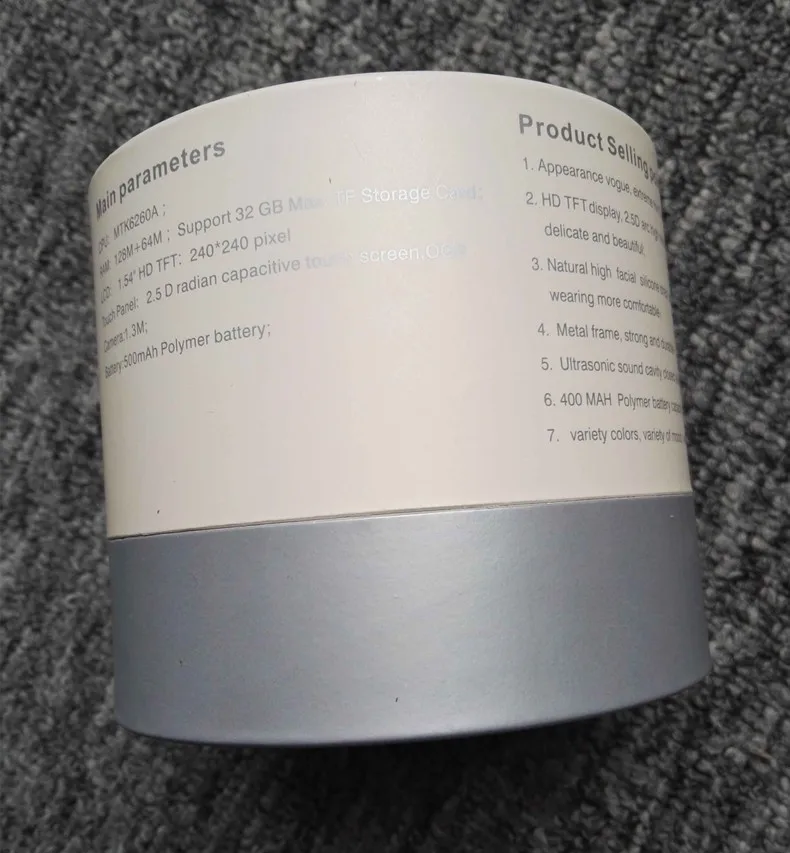 Main parameters
CPU: MTK6260A ;
RAM: 128M+64M ; Support 32 GB Max TF Storage Card;
LCD: 1.54" HD TFT: 240*240 pixel
Touch Panel: 2.5 D radian capacitive touch screen.OGS
Camera:1.3M;
Battery:500mAh Polymer battery;
Product Selling
1. Appearance vogue,
2. HD TFT display, 2.5D arc
delicate and beautiful;
3. Natural high facial silicone
wearing more comfortable
4. Metal frame, strong and
5. Ultrasonic sound cavity
6. 400 MAH Polymer battery
7. variety colors, variety of